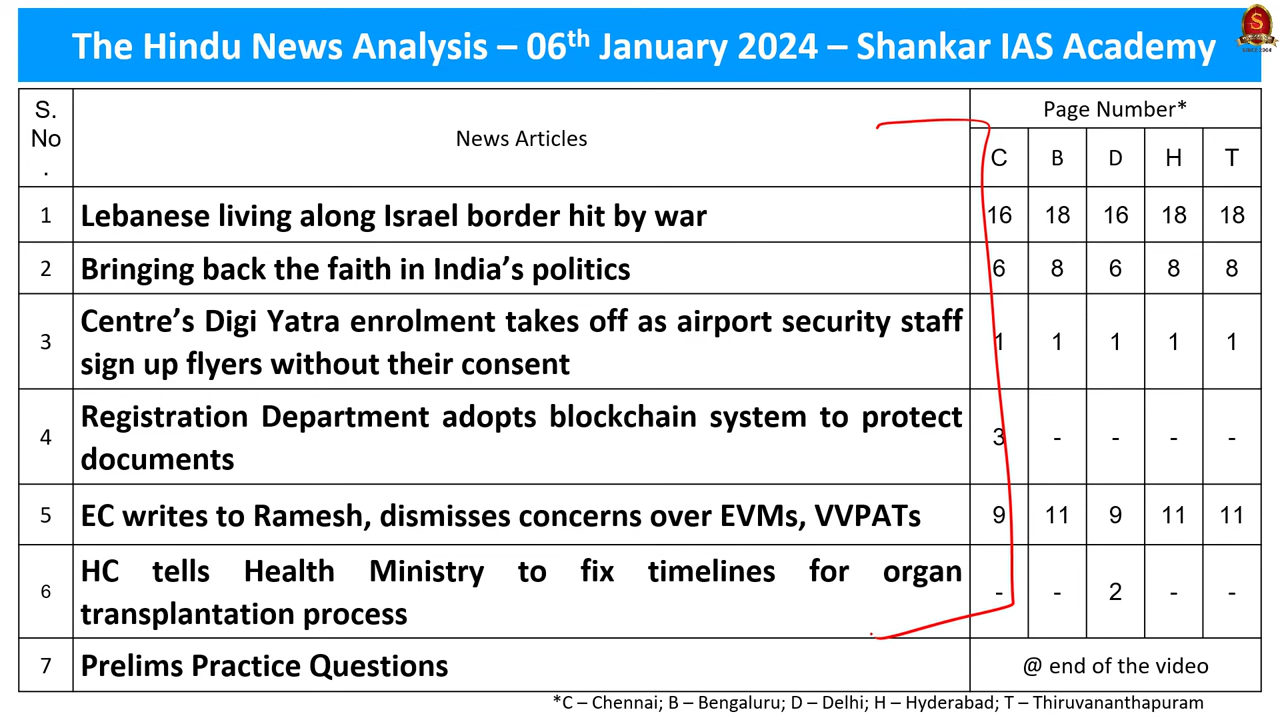 The Hindu News Analysis – 06th January 2024 – Shankar IAS Academy
S. No . News Articles Page Number*
C B D H T
1 Lebanese living along Israel border hit by war 16 18 16 18 18
2 Bringing back the faith in India’s politics 6 8 6 8 8
3 Centre’s Digi Yatra enrolment takes off as airport security staff
sign up flyers without their consent 1 1 1 1 1
4 Registration Department adopts blockchain system to protect
documents 3 - - - -
5 EC writes to Ramesh, dismisses concerns over EVMs, VVPATs 9 11 9 11 11
6 HC tells Health Ministry to fix timelines for organ
transplantation process - - 2 - -
7 Prelims Practice Questions @ end of the video
*C – Chennai; B – Bengaluru; D – Delhi; H – Hyderabad; T – Thiruvananthapuram